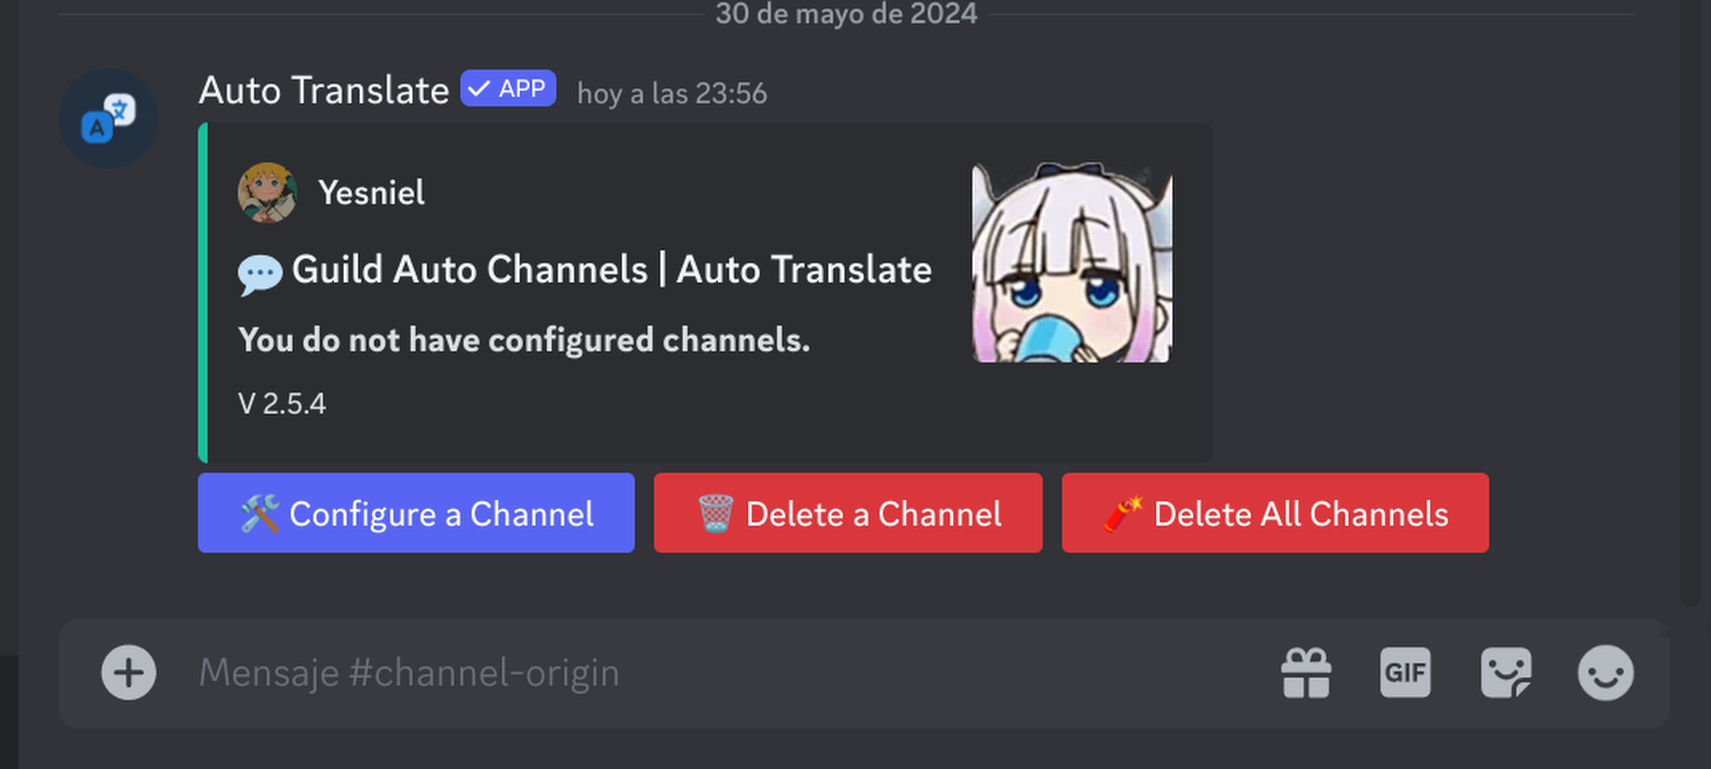 30 de mayo de 2024
Auto Translate ✓ APP hoy a las 23:56
Yesniel
💬 Guild Auto Channels | Auto Translate
You do not have configured channels.
V 2.5.4
🛠️ Configure a Channel 🗑️ Delete a Channel 🧨 Delete All Channels
Mensaje #channel-origin GIF